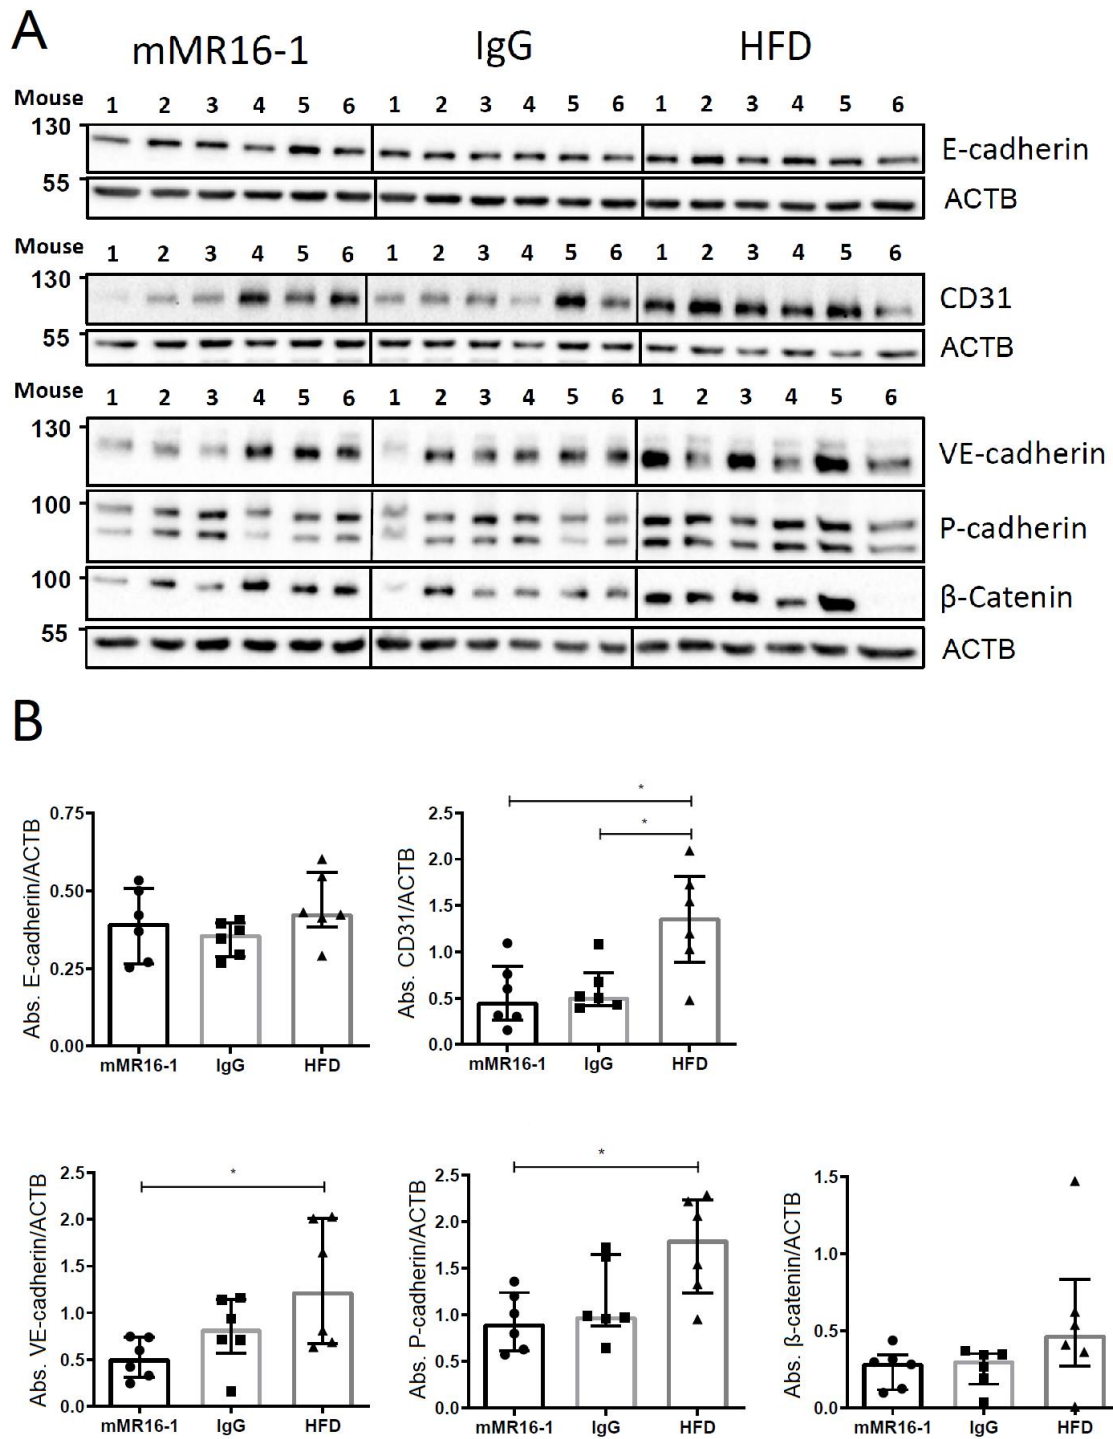 A
mMR16-1 IgG HFD
Mouse 1 2 3 4 5 6 1 2 3 4 5 6 1 2 3 4 5 6
130 E-cadherin
55 ACTB
Mouse 1 2 3 4 5 6 1 2 3 4 5 6 1 2 3 4 5 6
130 CD31
55 ACTB
Mouse 1 2 3 4 5 6 1 2 3 4 5 6 1 2 3 4 5 6
130 VE-cadherin
100 P-cadherin
100 β-Catenin
55 ACTB
B
Abs. E-cadherin/ACTB
0.75
0.50
0.25
0.00
mMR16-1 IgG HFD
Abs. CD31/ACTB
*
*
2.5
2.0
1.5
1.0
0.5
0.0
mMR16-1 IgG HFD
Abs. VE-cadherin/ACTB
*
2.5
2.0
1.5
1.0
0.5
0.0
mMR16-1 IgG HFD
Abs. P-cadherin/ACTB
*
2.5
2.0
1.5
1.0
0.5
0.0
mMR16-1 IgG HFD
Abs. β-catenin/ACTB
1.5
1.0
0.5
0.0
mMR16-1 IgG HFD